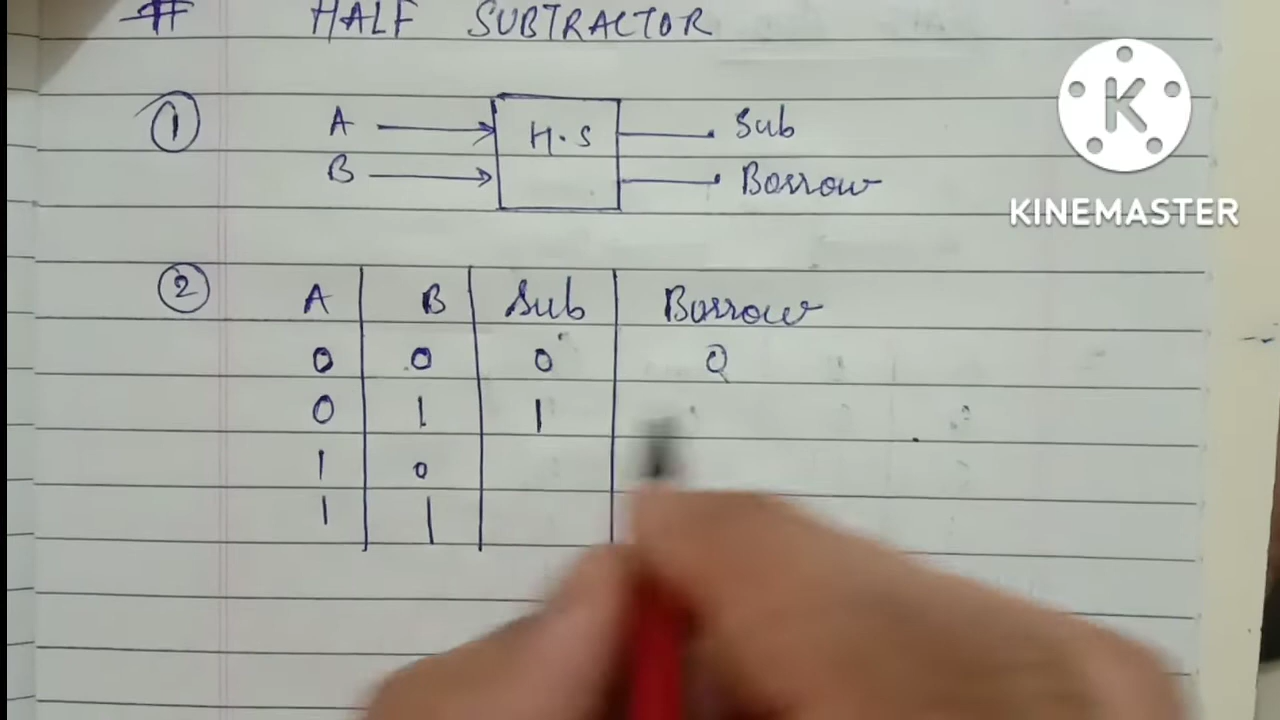 # HALF SUBTRACTOR
1 A H.S Sub
B Borrow
KINEMASTER
2 A B Sub Borrow
0 0 0 0
0 1 1
1 0
1 1